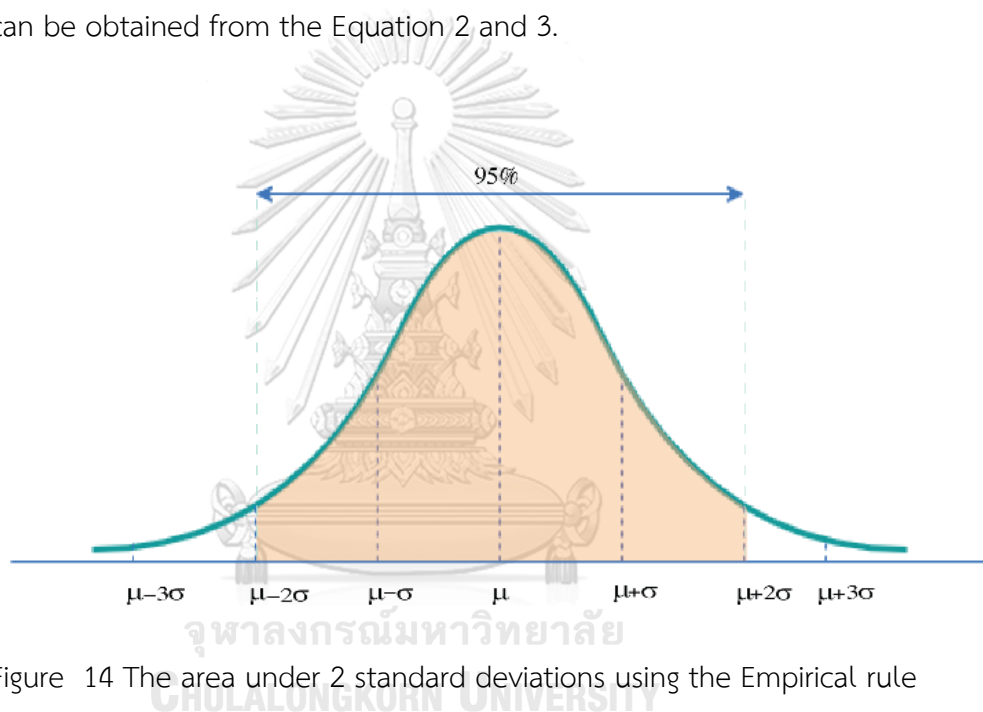 can be obtained from the Equation 2 and 3.
95%
μ–3σ μ–2σ μ–σ μ μ+σ μ+2σ μ+3σ
จุฬาลงกรณ์มหาวิทยาลัย
Figure 14 The area under 2 standard deviations using the Empirical rule
CHULALONGKORN UNIVERSITY